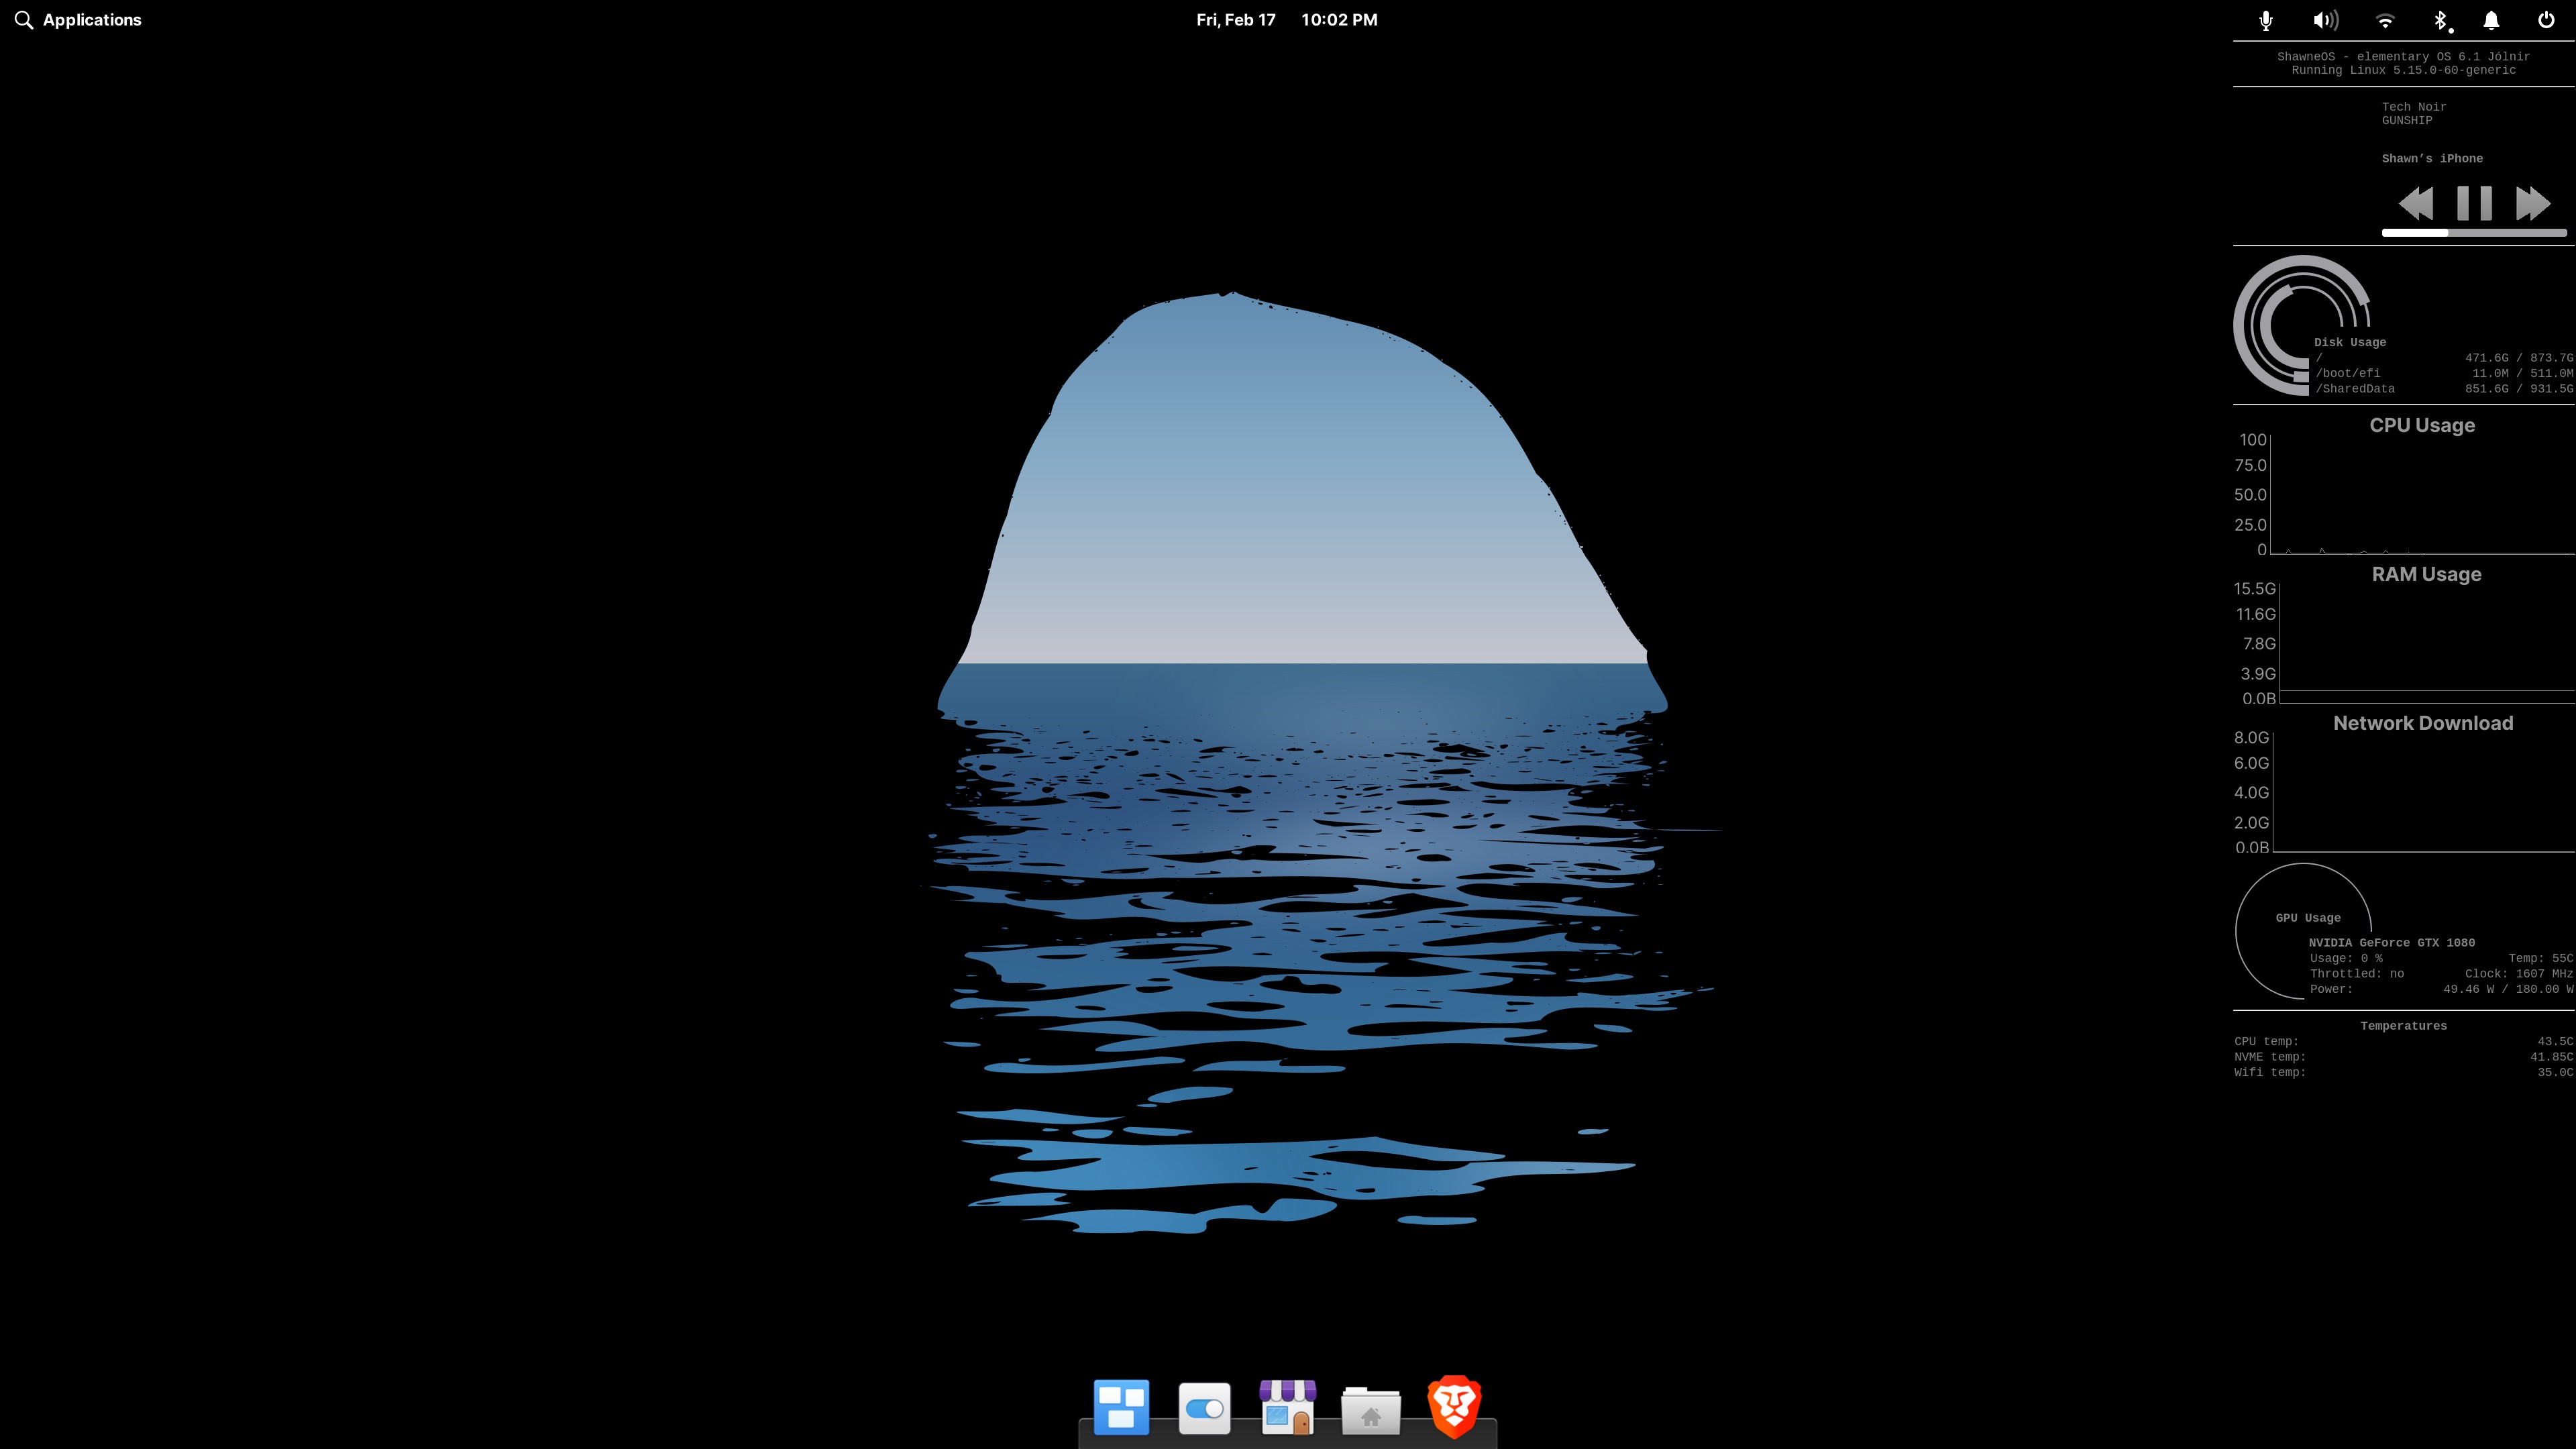 Applications
Fri, Feb 17 10:02 PM
ShawneOS - elementary OS 6.1 Jólnir
Running Linux 5.15.0-60-generic
Tech Noir
GUNSHIP
Shawn’s iPhone
Disk Usage
/ 471.6G / 873.7G
/boot/efi 11.0M / 511.0M
/SharedData 851.6G / 931.5G
CPU Usage
100
75.0
50.0
25.0
0
RAM Usage
15.5G
11.6G
7.8G
3.9G
0.0B
Network Download
8.0G
6.0G
4.0G
2.0G
0.0B
GPU Usage
NVIDIA GeForce GTX 1080
Usage: 0 % Temp: 55C
Throttled: no Clock: 1607 MHz
Power: 49.46 W / 180.00 W
Temperatures
CPU temp: 43.5C
NVME temp: 41.85C
Wifi temp: 35.0C